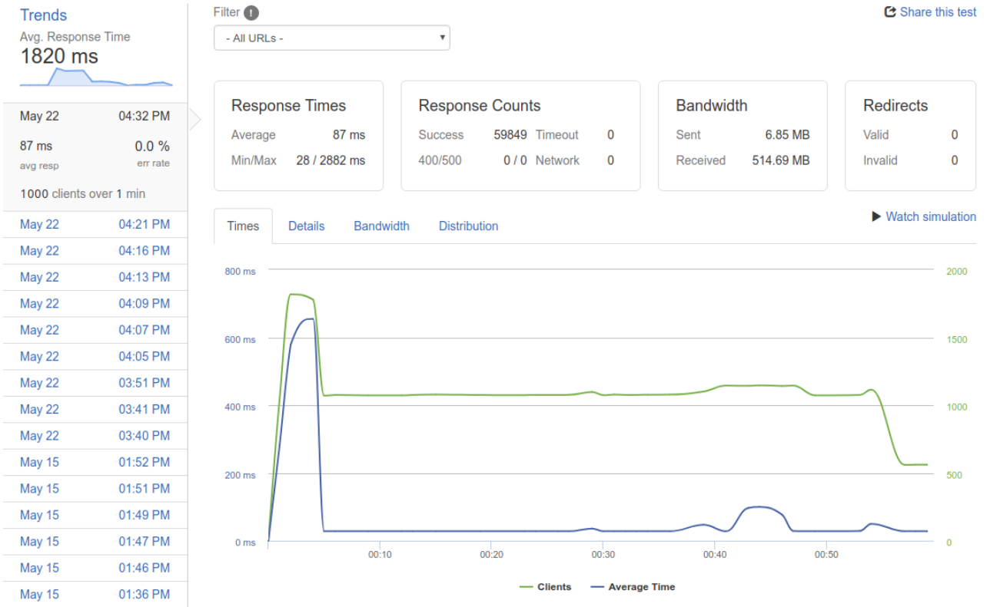 Trends
Avg. Response Time
1820 ms
May 22 04:32 PM
87 ms 0.0 %
avg resp err rate
1000 clients over 1 min
May 22 04:21 PM
May 22 04:16 PM
May 22 04:13 PM
May 22 04:09 PM
May 22 04:07 PM
May 22 04:05 PM
May 22 03:51 PM
May 22 03:41 PM
May 22 03:40 PM
May 15 01:52 PM
May 15 01:51 PM
May 15 01:49 PM
May 15 01:47 PM
May 15 01:46 PM
May 15 01:36 PM
Filter !
Share this test
- All URLs -
Response Times
Average 87 ms
Min/Max 28 / 2882 ms
Response Counts
Success 59849 Timeout 0
400/500 0 / 0 Network 0
Bandwidth
Sent 6.85 MB
Received 514.69 MB
Redirects
Valid 0
Invalid 0
Times Details Bandwidth Distribution
Watch simulation
800 ms 2000
600 ms 1500
400 ms 1000
200 ms 500
0 ms 0
00:10 00:20 00:30 00:40 00:50
Clients Average Time